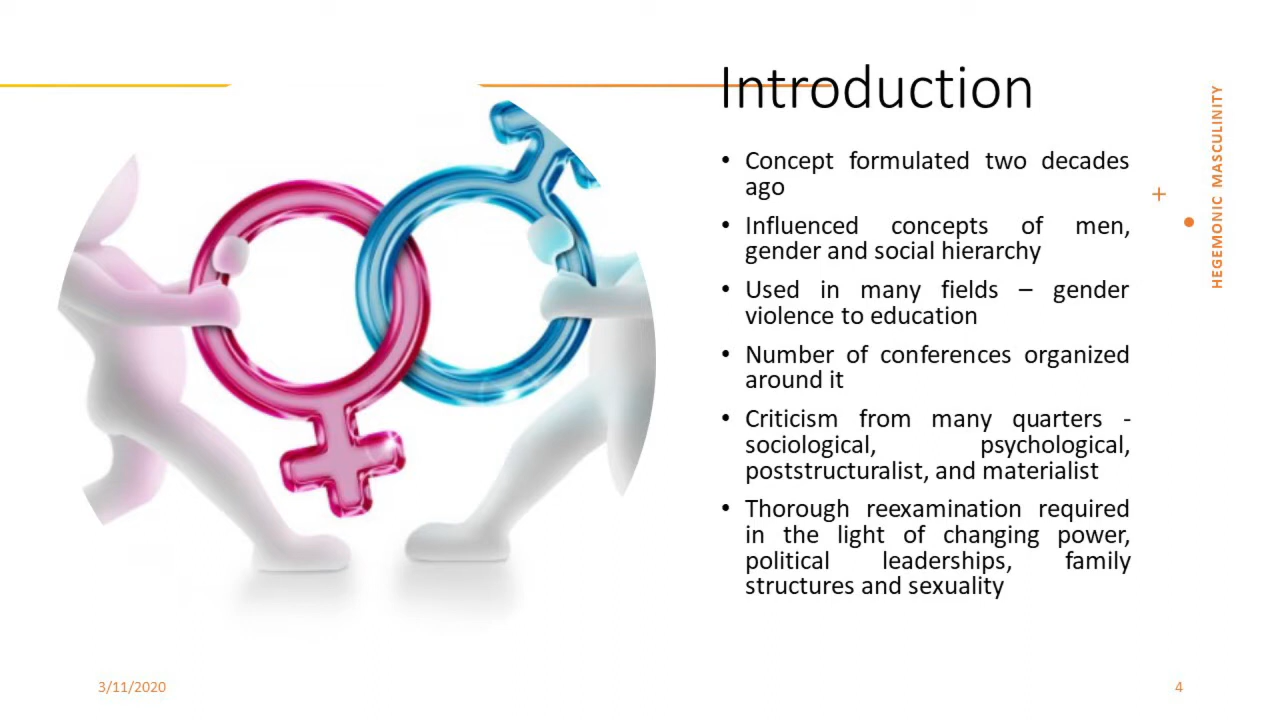 Introduction
• Concept formulated two decades
ago
• Influenced concepts of men,
gender and social hierarchy
• Used in many fields – gender
violence to education
• Number of conferences organized
around it
• Criticism from many quarters -
sociological, psychological,
poststructuralist, and materialist
• Thorough reexamination required
in the light of changing power,
political leaderships, family
structures and sexuality
HEGEMONIC MASCULINITY
3/11/2020
4